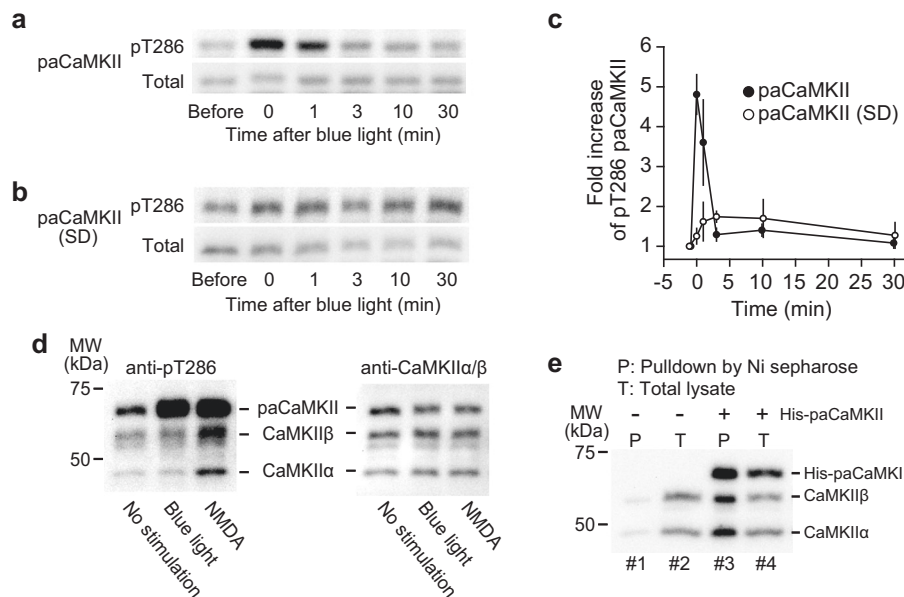 a
paCaMKII
pT286
Total
Before 0 1 3 10 30
Time after blue light (min)
b
paCaMKII
(SD)
pT286
Total
Before 0 1 3 10 30
Time after blue light (min)
c
Fold increase
of pT286 paCaMKII
6
5
4
3
2
1
paCaMKII
paCaMKII (SD)
-5 0 5 10 15 20 25 30
Time (min)
d
MW
(kDa)
anti-pT286
anti-CaMKIIα/β
75
50
paCaMKII
CaMKIIβ
CaMKIIα
No stimulation
Blue light
NMDA
No stimulation
Blue light
NMDA
e
P: Pulldown by Ni sepharose
T: Total lysate
- - + + His-paCaMKII
MW
(kDa)
P T P T
75
50
His-paCaMKI
CaMKIIβ
CaMKIIα
#1 #2 #3 #4